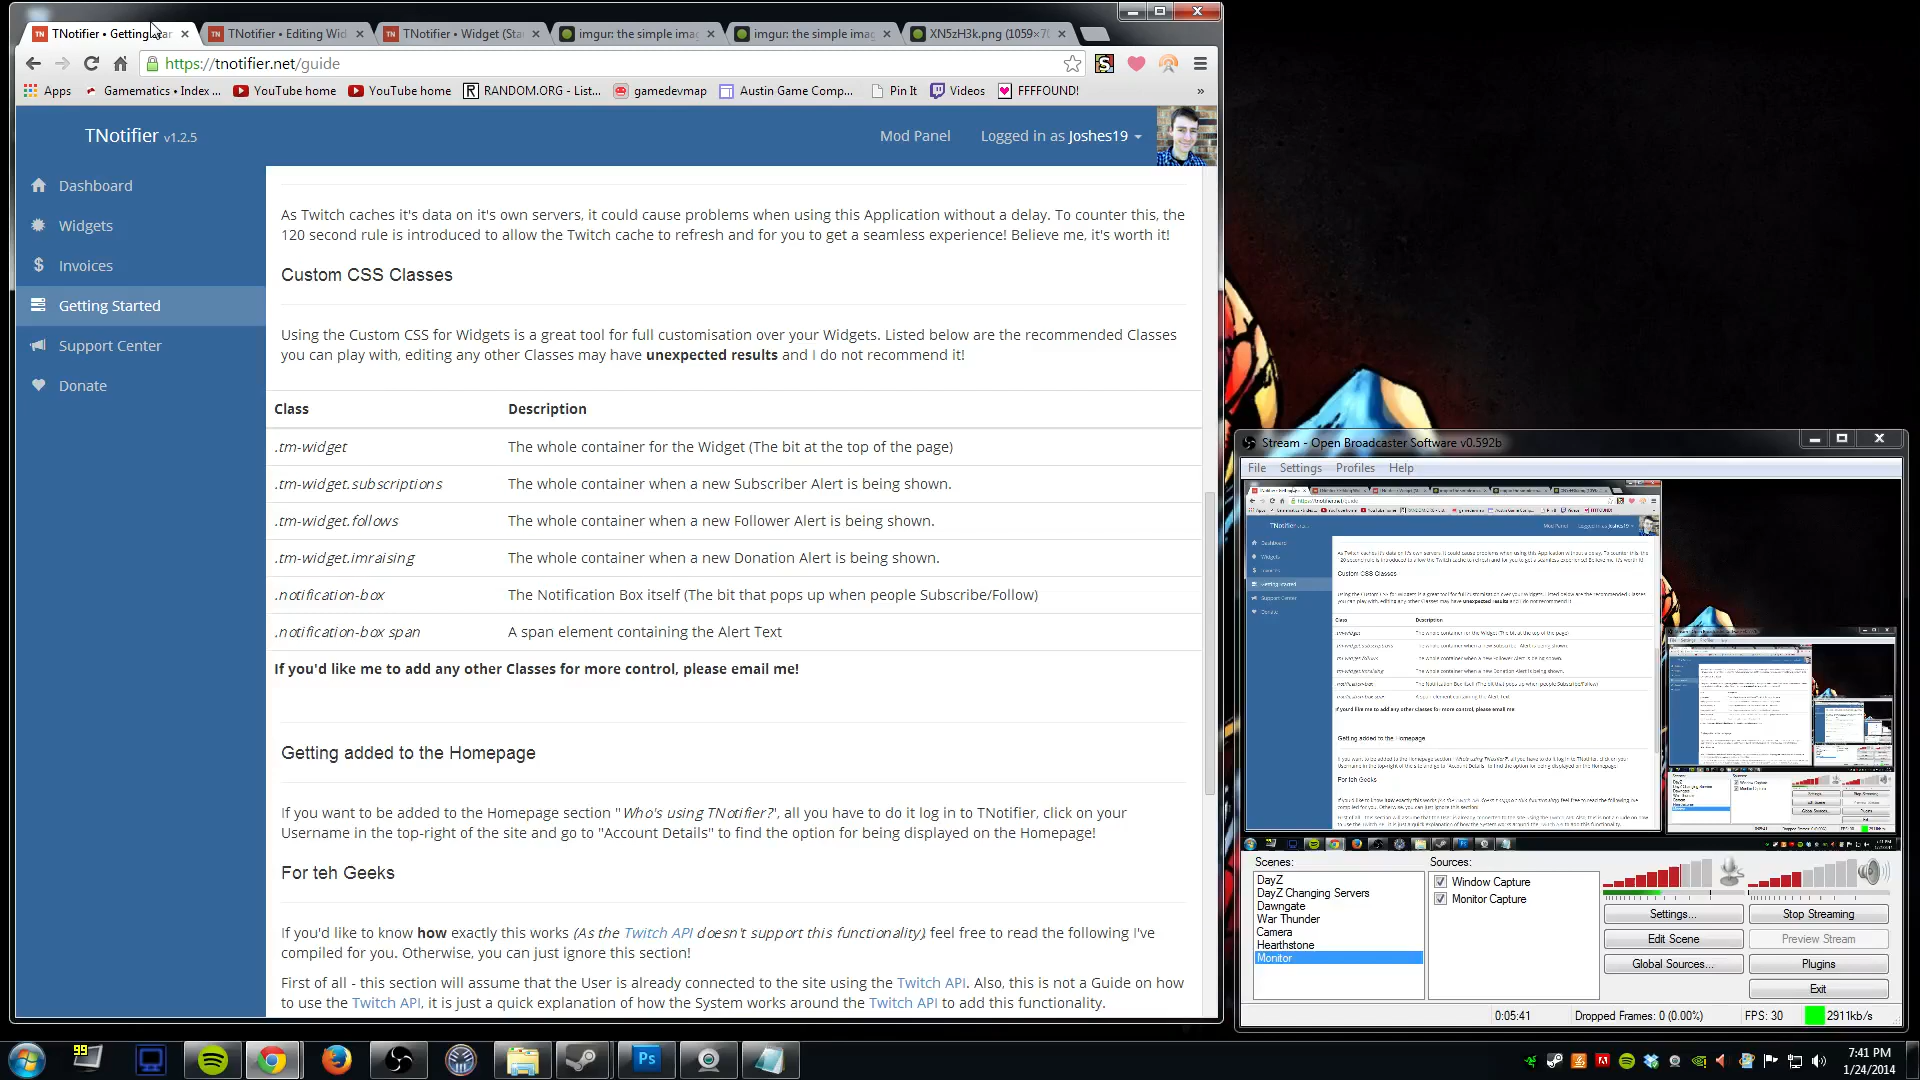 TNotifier • Getting Star
TNotifier • Editing Wid
TNotifier • Widget (Sta
imgur: the simple imag
imgur: the simple imag
XN5zH3k.png (1059×70
https://tnotifier.net/guide
Apps
Gamematics • Index ...
YouTube home
YouTube home
RANDOM.ORG - List...
gamedevmap
Austin Game Comp...
Pin It
Videos
FFFFOUND!
»
TNotifier v1.2.5
Mod Panel
Logged in as Joshes19
Dashboard
Widgets
Invoices
Getting Started
Support Center
Donate
As Twitch caches it's data on it's own servers, it could cause problems when using this Application without a delay. To counter this, the
120 second rule is introduced to allow the Twitch cache to refresh and for you to get a seamless experience! Believe me, it's worth it!
Custom CSS Classes
Using the Custom CSS for Widgets is a great tool for full customisation over your Widgets. Listed below are the recommended Classes
you can play with, editing any other Classes may have unexpected results and I do not recommend it!
Class Description
.tm-widget The whole container for the Widget (The bit at the top of the page)
.tm-widget.subscriptions The whole container when a new Subscriber Alert is being shown.
.tm-widget.follows The whole container when a new Follower Alert is being shown.
.tm-widget.imraising The whole container when a new Donation Alert is being shown.
.notification-box The Notification Box itself (The bit that pops up when people Subscribe/Follow)
.notification-box span A span element containing the Alert Text
If you'd like me to add any other Classes for more control, please email me!
Getting added to the Homepage
If you want to be added to the Homepage section "Who's using TNotifier?", all you have to do it log in to TNotifier, click on your
Username in the top-right of the site and go to "Account Details" to find the option for being displayed on the Homepage!
For teh Geeks
If you'd like to know how exactly this works (As the Twitch API doesn't support this functionality) feel free to read the following I've
compiled for you. Otherwise, you can just ignore this section!
First of all - this section will assume that the User is already connected to the site using the Twitch API. Also, this is not a Guide on how
to use the Twitch API, it is just a quick explanation of how the System works around the Twitch API to add this functionality.
Stream - Open Broadcaster Software v0.592b
File Settings Profiles Help
Scenes:
DayZ
DayZ Changing Servers
Dawngate
War Thunder
Camera
Hearthstone
Monitor
Sources:
Window Capture
Monitor Capture
Settings...
Stop Streaming
Edit Scene
Preview Stream
Global Sources...
Plugins
Exit
0:05:41
Dropped Frames: 0 (0.00%)
FPS: 30
2911kb/s
99
Ps
7:41 PM
1/24/2014